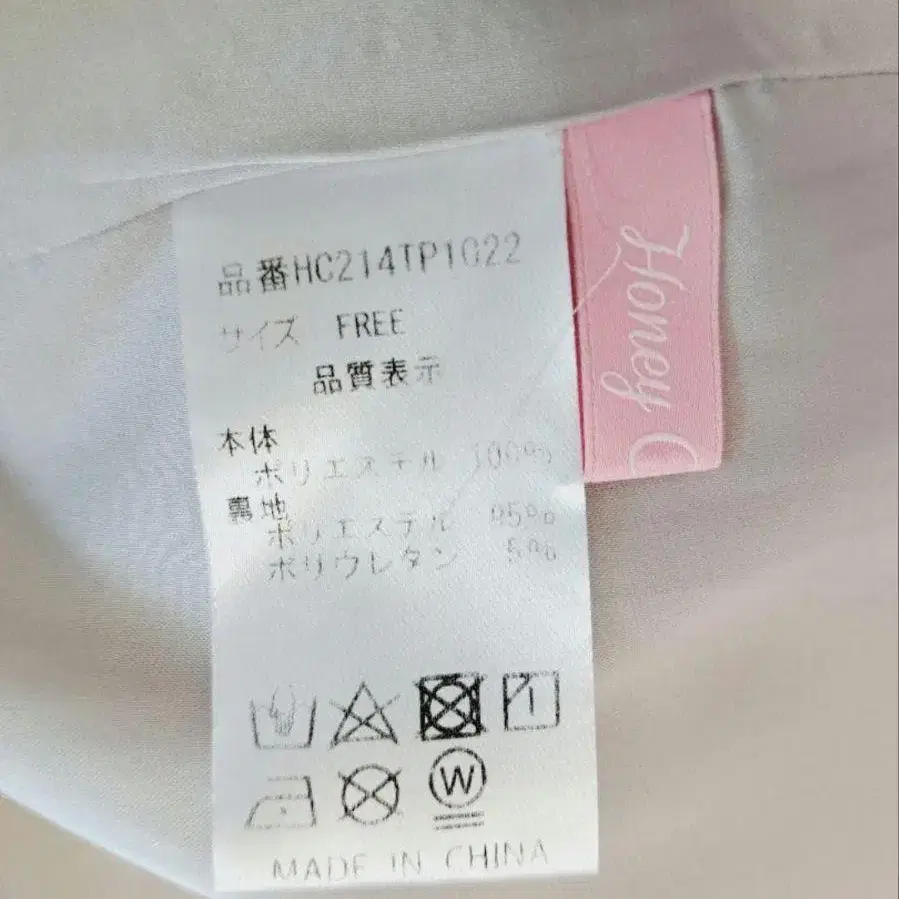 品番HC214TP1022
サイズ FREE
品質表示
本体
ポリエステル 100%
裏地
ポリエステル 95%
ポリウレタン 5%
W
MADE IN CHINA
Honey C